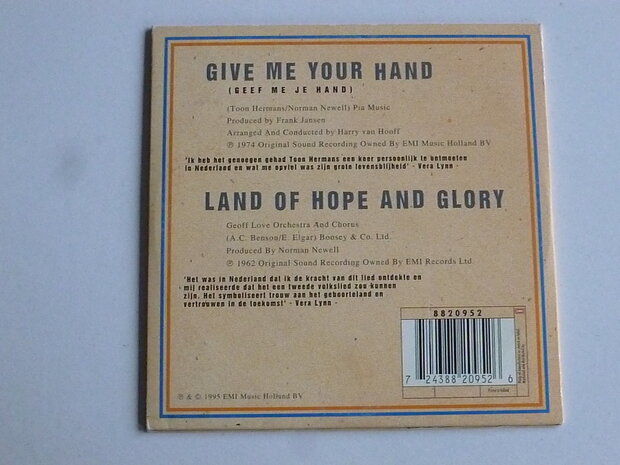 GIVE ME YOUR HAND
(GEEF ME JE HAND)
(Toon Hermans/Norman Newell) Pia Music
Produced by Frank Jansen
Arranged And Conducted by Harry van Hooff
℗ 1974 Original Sound Recording Owned By EMI Music Holland BV
'Ik heb het genoegen gehad Toon Hermans een keer persoonlijk te ontmoeten
in Nederland en wat me opviel was zijn grote levensblijheid' - Vera Lynn -
LAND OF HOPE AND GLORY
Geoff Love Orchestra And Chorus
(A.C. Benson/E. Elgar) Boosey & Co. Ltd.
Produced By Norman Newell
℗ 1962 Original Sound Recording Owned By EMI Records Ltd
'Het was in Nederland dat ik de kracht van dit lied ontdekte en
mij realiseerde dat het een tweede volkslied zou kunnen
zijn. Het symboliseert trouw aan het geboorteland en
vertrouwen in de toekomst' - Vera Lynn -
8820952
7 24388 20952 6
℗ & © 1995 EMI Music Holland BV